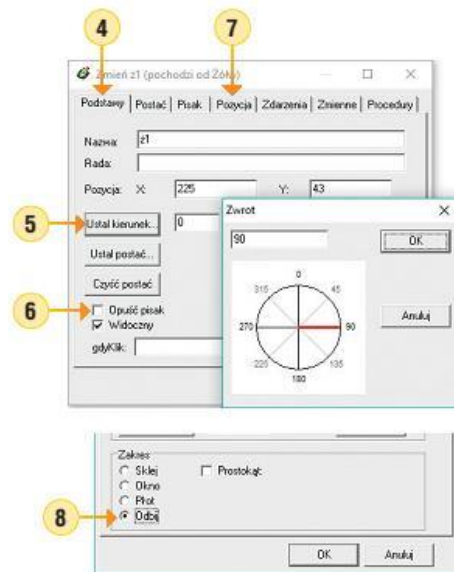 4
7
Zmień ż1 (pochodzi od Żółw)
Podstawy Postać Pisak Pozycja Zdarzenia Zmienne Procedury
Nazwa: ż1
Rada:
Pozycja: X: 225 Y: 43
5
Ustal kierunek... 0
Ustal postać...
Czyść postać
6
Opuść pisak
Widoczny
gdyKlik:
Zwrot
90
OK
Anuluj
0
315 45
270 90
225 135
180
Zakres
Sklej Prostokąt
Okno
Płot
8
Odbij
OK Anuluj